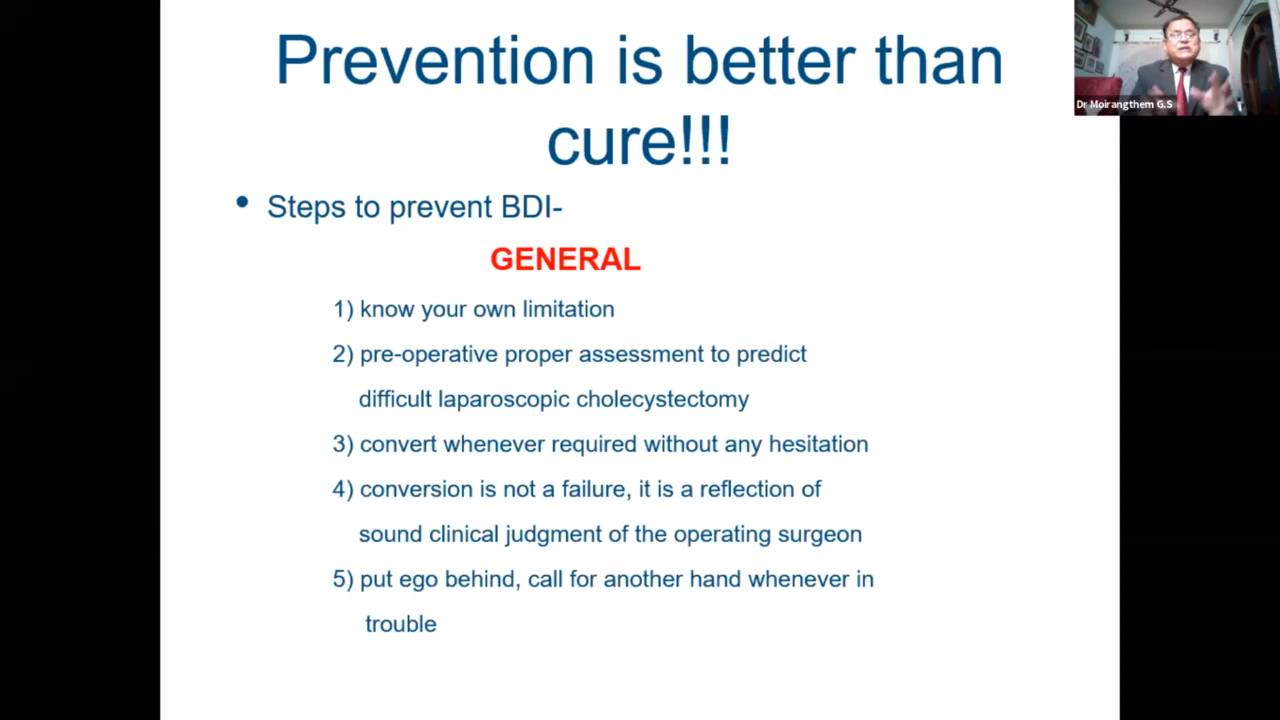 Prevention is better than
cure!!!
Dr Moirangthem G.S
• Steps to prevent BDI-
GENERAL
1) know your own limitation
2) pre-operative proper assessment to predict
difficult laparoscopic cholecystectomy
3) convert whenever required without any hesitation
4) conversion is not a failure, it is a reflection of
sound clinical judgment of the operating surgeon
5) put ego behind, call for another hand whenever in
trouble